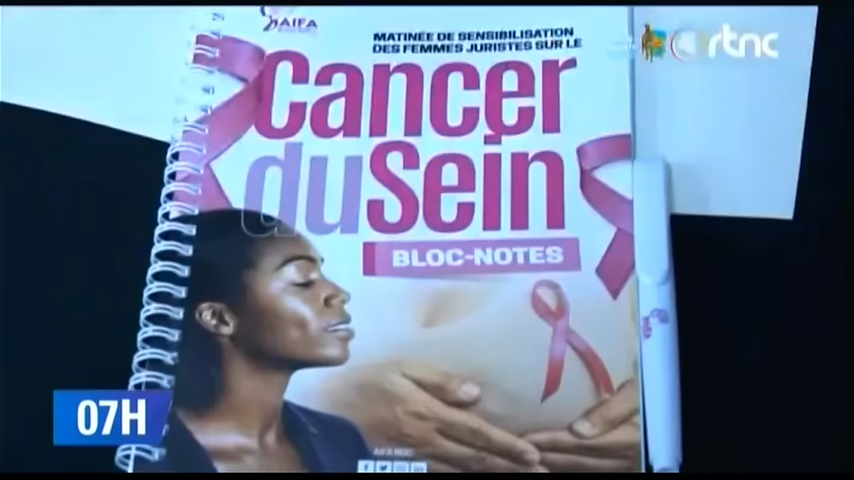 AIFA
MATINÉE DE SENSIBILISATION
DES FEMMES JURISTES SUR LE
Cancer
du Sein
BLOC-NOTES
rtnc
07H